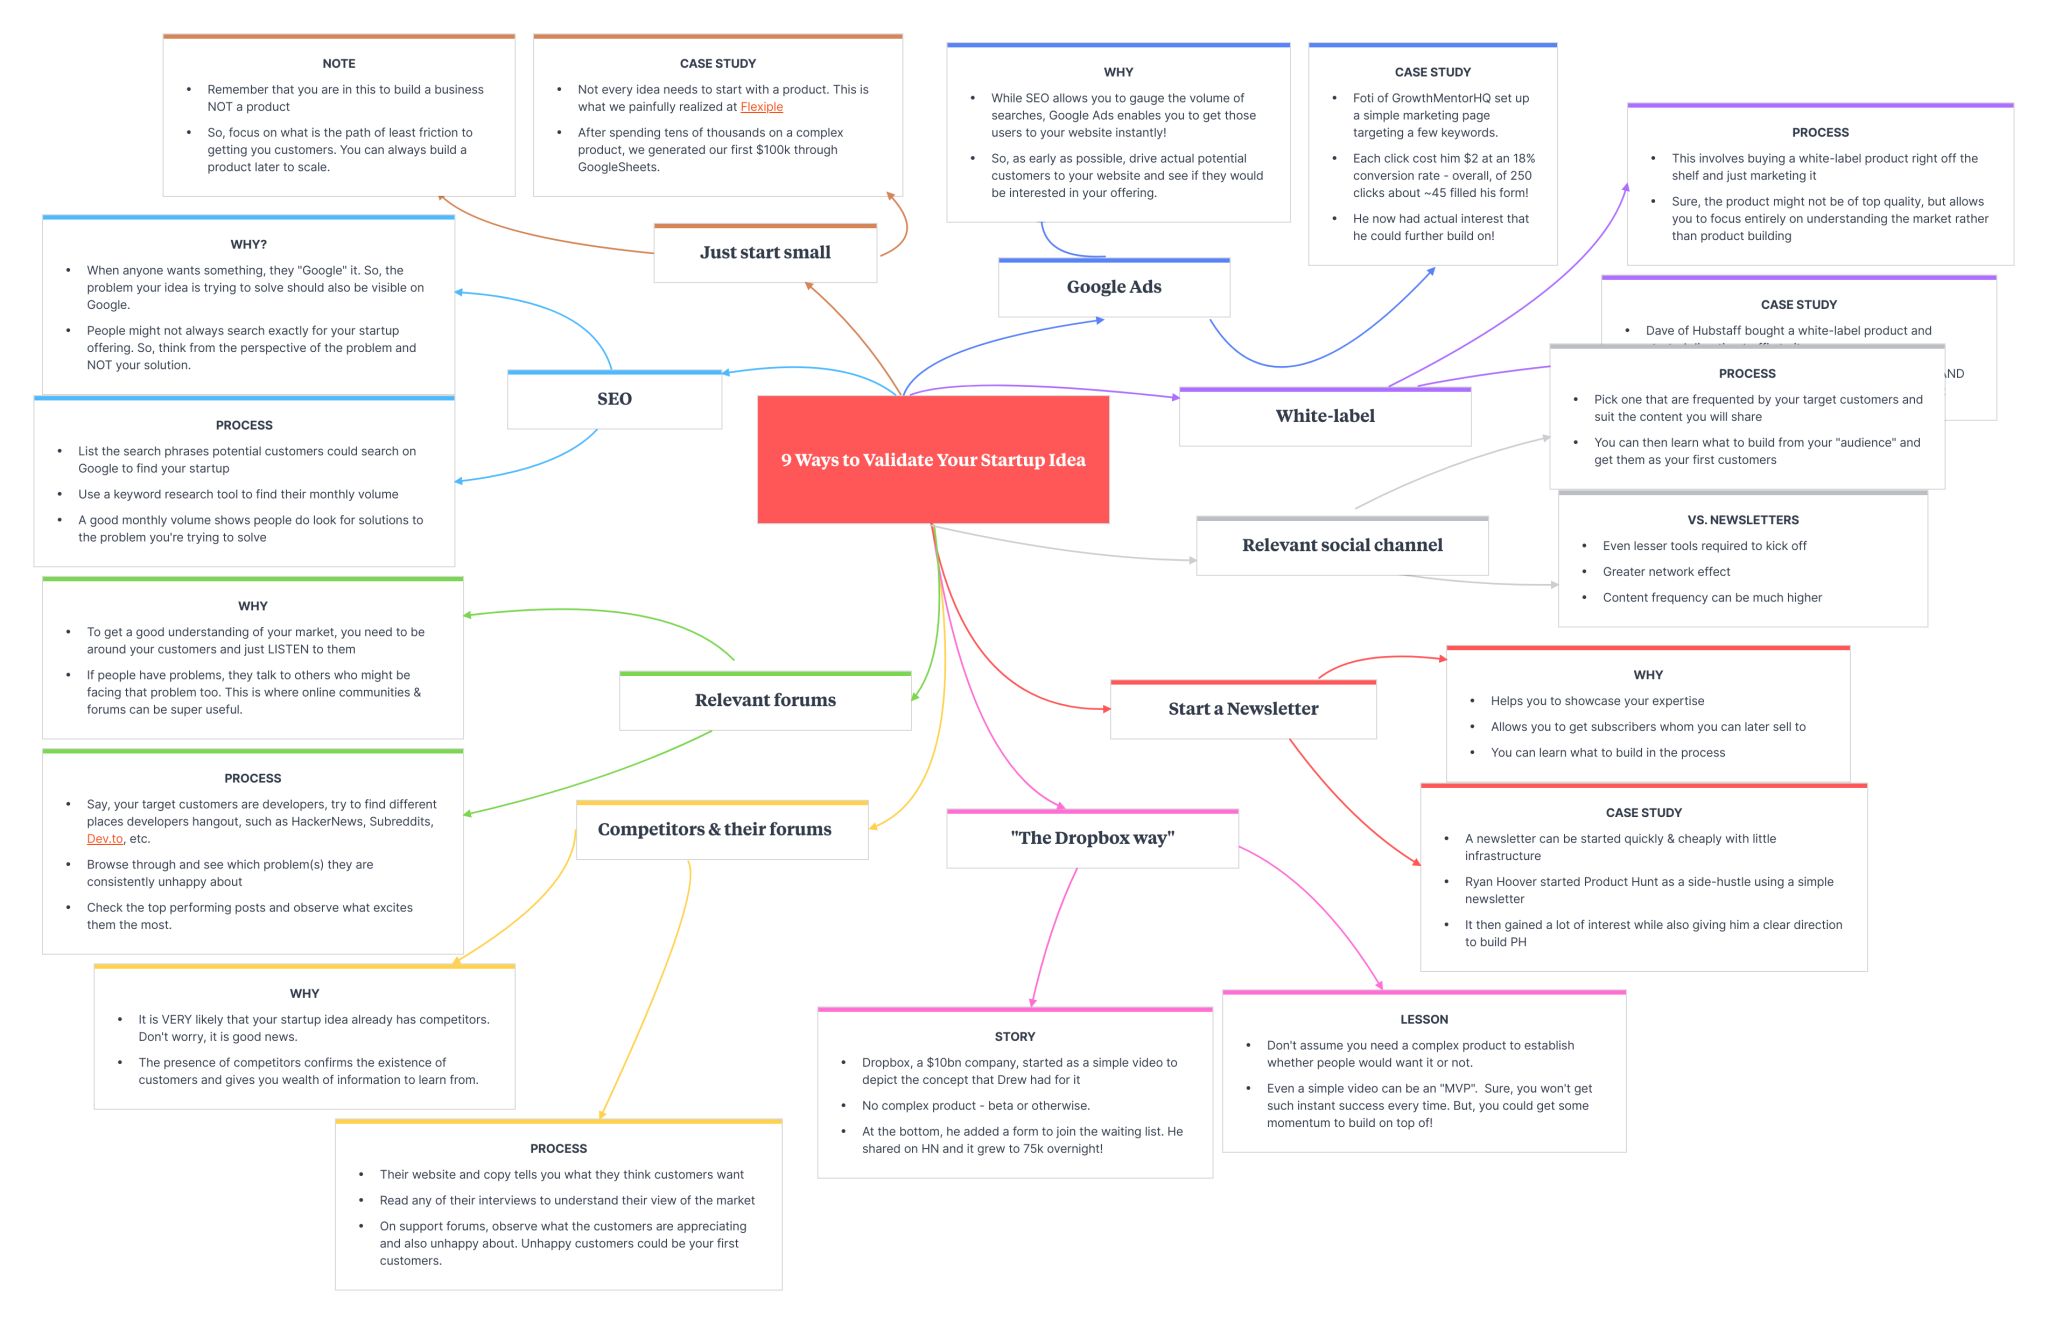 NOTE
• Remember that you are in this to build a business
NOT a product
• So, focus on what is the path of least friction to
getting you customers. You can always build a
product later to scale.
CASE STUDY
• Not every idea needs to start with a product. This is
what we painfully realized at Flexiple
• After spending tens of thousands on a complex
product, we generated our first $100k through
GoogleSheets.
Just start small
WHY
• While SEO allows you to gauge the volume of
searches, Google Ads enables you to get those
users to your website instantly!
• So, as early as possible, drive actual potential
customers to your website and see if they would
be interested in your offering.
CASE STUDY
• Foti of GrowthMentorHQ set up
a simple marketing page
targeting a few keywords.
• Each click cost him $2 at an 18%
conversion rate - overall, of 250
clicks about ~45 filled his form!
• He now had actual interest that
he could further build on!
Google Ads
PROCESS
• This involves buying a white-label product right off the
shelf and just marketing it
• Sure, the product might not be of top quality, but allows
you to focus entirely on understanding the market rather
than product building
CASE STUDY
• Dave of Hubstaff bought a white-label product and
AND
White-label
WHY?
• When anyone wants something, they "Google" it. So, the
problem your idea is trying to solve should also be visible on
Google.
• People might not always search exactly for your startup
offering. So, think from the perspective of the problem and
NOT your solution.
SEO
PROCESS
• List the search phrases potential customers could search on
Google to find your startup
• Use a keyword research tool to find their monthly volume
• A good monthly volume shows people do look for solutions to
the problem you're trying to solve
9 Ways to Validate Your Startup Idea
PROCESS
• Pick one that are frequented by your target customers and
suit the content you will share
• You can then learn what to build from your "audience" and
get them as your first customers
Relevant social channel
VS. NEWSLETTERS
• Even lesser tools required to kick off
• Greater network effect
• Content frequency can be much higher
WHY
• To get a good understanding of your market, you need to be
around your customers and just LISTEN to them
• If people have problems, they talk to others who might be
facing that problem too. This is where online communities &
forums can be super useful.
Relevant forums
PROCESS
• Say, your target customers are developers, try to find different
places developers hangout, such as HackerNews, Subreddits,
Dev.to, etc.
• Browse through and see which problem(s) they are
consistently unhappy about
• Check the top performing posts and observe what excites
them the most.
Start a Newsletter
WHY
• Helps you to showcase your expertise
• Allows you to get subscribers whom you can later sell to
• You can learn what to build in the process
CASE STUDY
• A newsletter can be started quickly & cheaply with little
infrastructure
• Ryan Hoover started Product Hunt as a side-hustle using a simple
newsletter
• It then gained a lot of interest while also giving him a clear direction
to build PH
Competitors & their forums
WHY
• It is VERY likely that your startup idea already has competitors.
Don't worry, it is good news.
• The presence of competitors confirms the existence of
customers and gives you wealth of information to learn from.
PROCESS
• Their website and copy tells you what they think customers want
• Read any of their interviews to understand their view of the market
• On support forums, observe what the customers are appreciating
and also unhappy about. Unhappy customers could be your first
customers.
"The Dropbox way"
STORY
• Dropbox, a $10bn company, started as a simple video to
depict the concept that Drew had for it
• No complex product - beta or otherwise.
• At the bottom, he added a form to join the waiting list. He
shared on HN and it grew to 75k overnight!
LESSON
• Don't assume you need a complex product to establish
whether people would want it or not.
• Even a simple video can be an "MVP".  Sure, you won't get
such instant success every time. But, you could get some
momentum to build on top of!